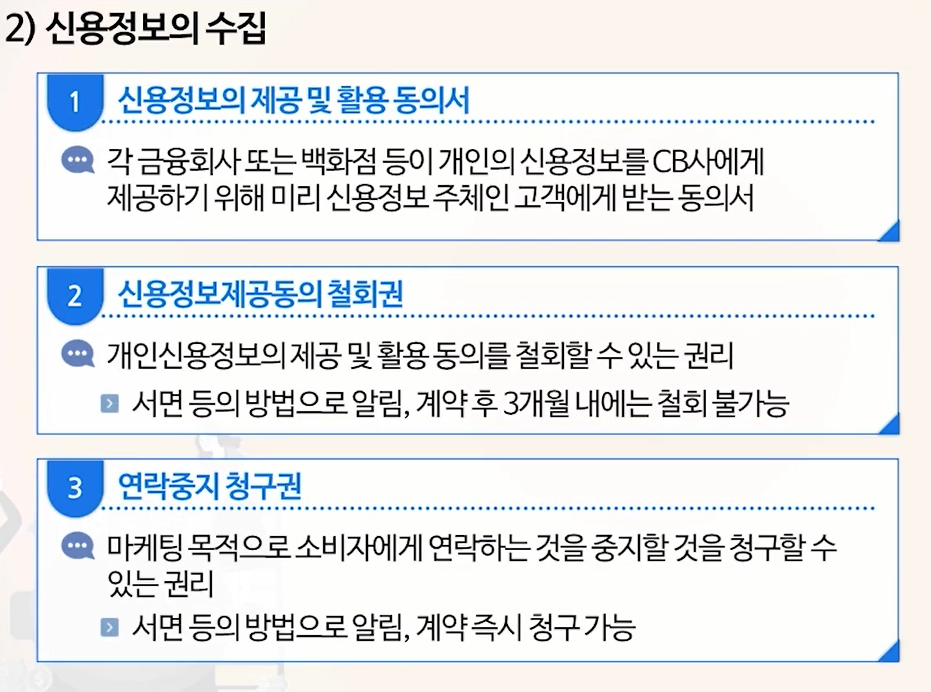 2) 신용정보의 수집
1 신용정보의 제공 및 활용 동의서
각 금융회사 또는 백화점 등이 개인의 신용정보를 CB사에게
제공하기 위해 미리 신용정보 주체인 고객에게 받는 동의서
2 신용정보제공동의 철회권
개인신용정보의 제공 및 활용 동의를 철회할 수 있는 권리
서면 등의 방법으로 알림, 계약 후 3개월 내에는 철회 불가능
3 연락중지 청구권
마케팅 목적으로 소비자에게 연락하는 것을 중지할 것을 청구할 수
있는 권리
서면 등의 방법으로 알림, 계약 즉시 청구 가능